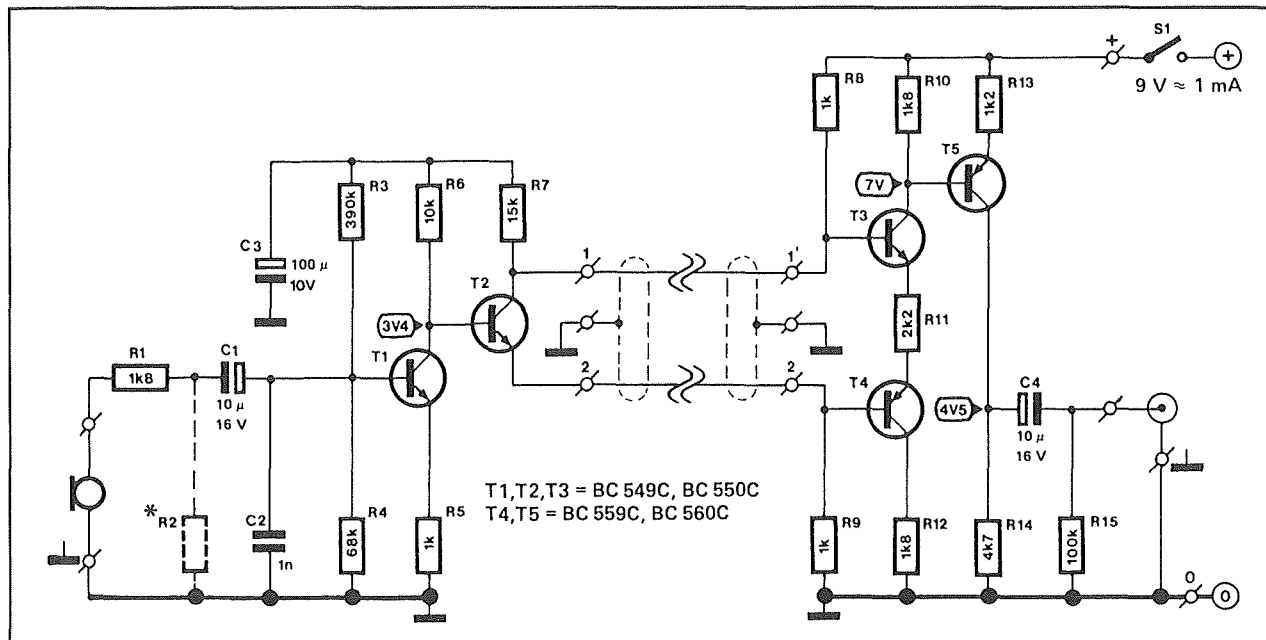 S1
+
+
9 V ≈ 1 mA
R8
1k
R10
1k8
R13
1k2
T5
7V
T3
R3
390k
R6
10k
R7
15k
C3
100 µ
10V
1
1'
T2
3V4
R11
2k2
R1
1k8
C1
10 µ
16 V
T1
2
2
T4
4V5
C4
10 µ
16 V
T1,T2,T3 = BC 549C, BC 550C
T4,T5 = BC 559C, BC 560C
*
R2
C2
1n
R4
68k
R5
1k
R9
1k
R12
1k8
R14
4k7
R15
100k
0
0